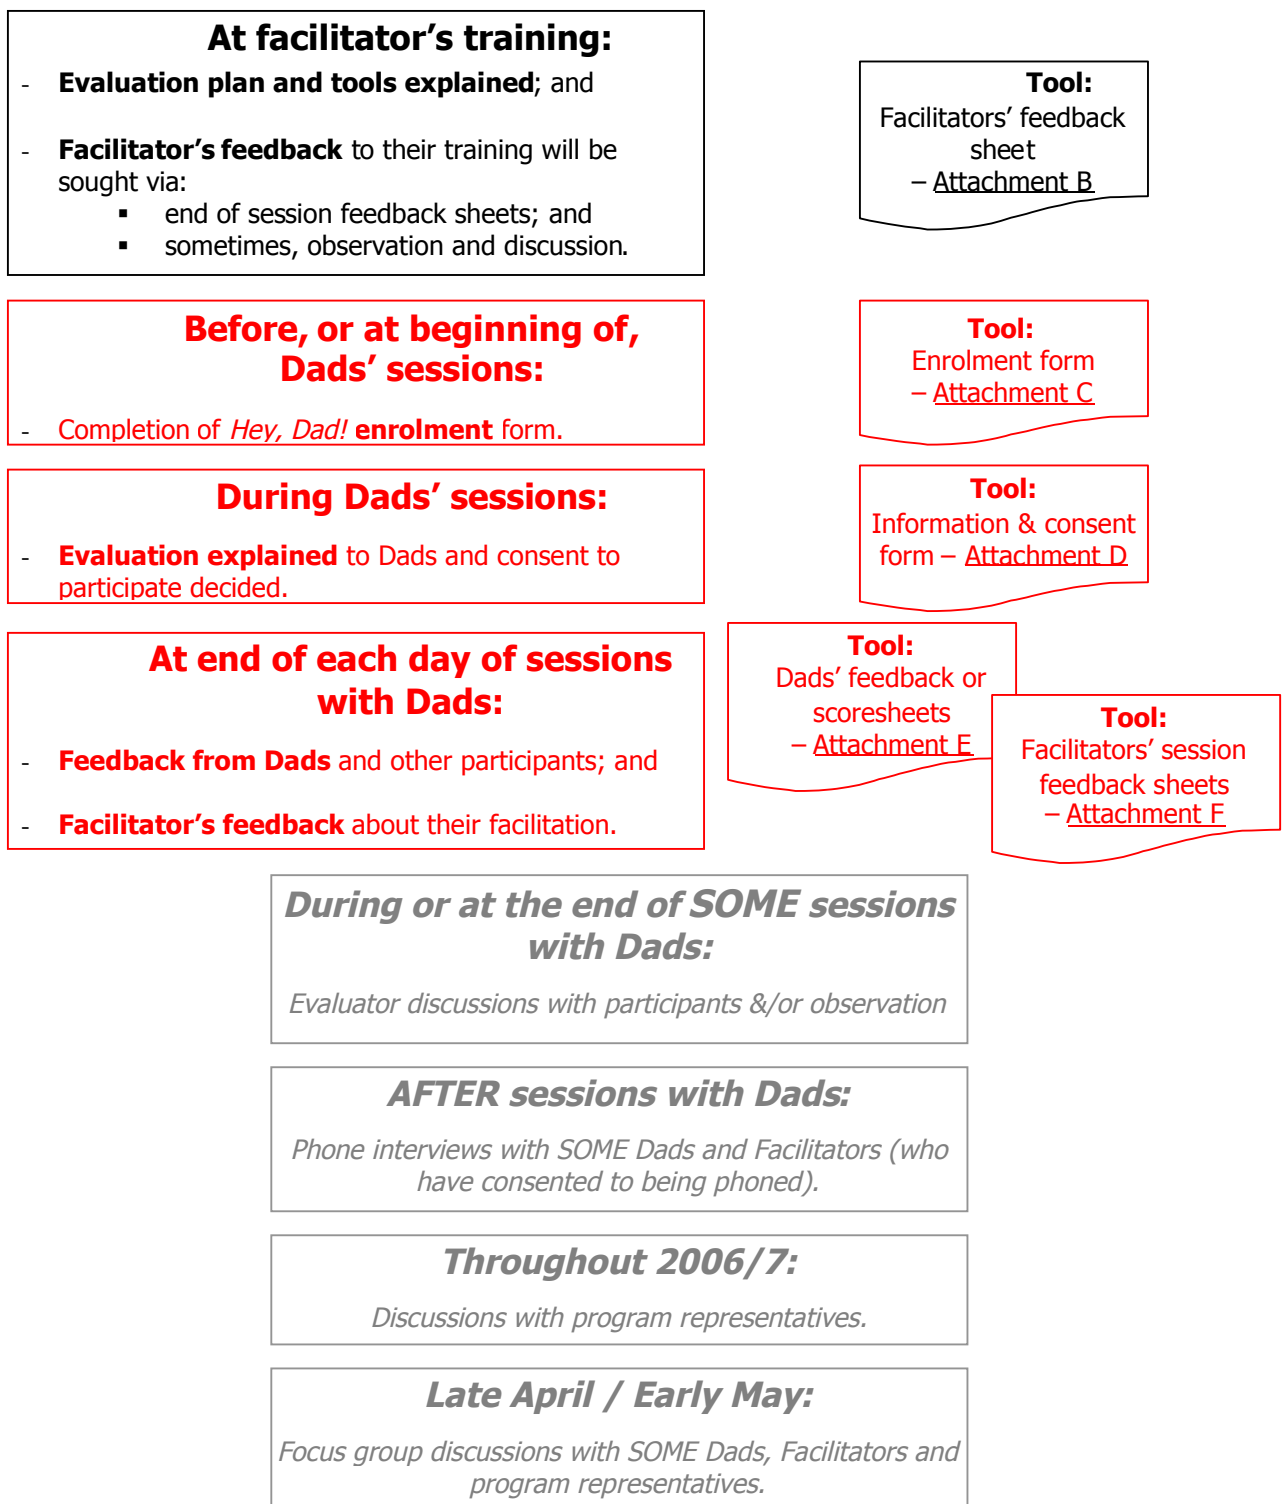 At facilitator's training:
- Evaluation plan and tools explained; and
- Facilitator's feedback to their training will be
sought via:
▪ end of session feedback sheets; and
▪ sometimes, observation and discussion.
Tool:
Facilitators' feedback
sheet
– Attachment B
Before, or at beginning of,
Dads' sessions:
- Completion of Hey, Dad! enrolment form.
Tool:
Enrolment form
– Attachment C
During Dads' sessions:
- Evaluation explained to Dads and consent to
participate decided.
Tool:
Information & consent
form – Attachment D
At end of each day of sessions
with Dads:
- Feedback from Dads and other participants; and
- Facilitator's feedback about their facilitation.
Tool:
Dads' feedback or
scoresheets
– Attachment E
Tool:
Facilitators' session
feedback sheets
– Attachment F
During or at the end of SOME sessions
with Dads:
Evaluator discussions with participants &/or observation
AFTER sessions with Dads:
Phone interviews with SOME Dads and Facilitators (who
have consented to being phoned).
Throughout 2006/7:
Discussions with program representatives.
Late April / Early May:
Focus group discussions with SOME Dads, Facilitators and
program representatives.